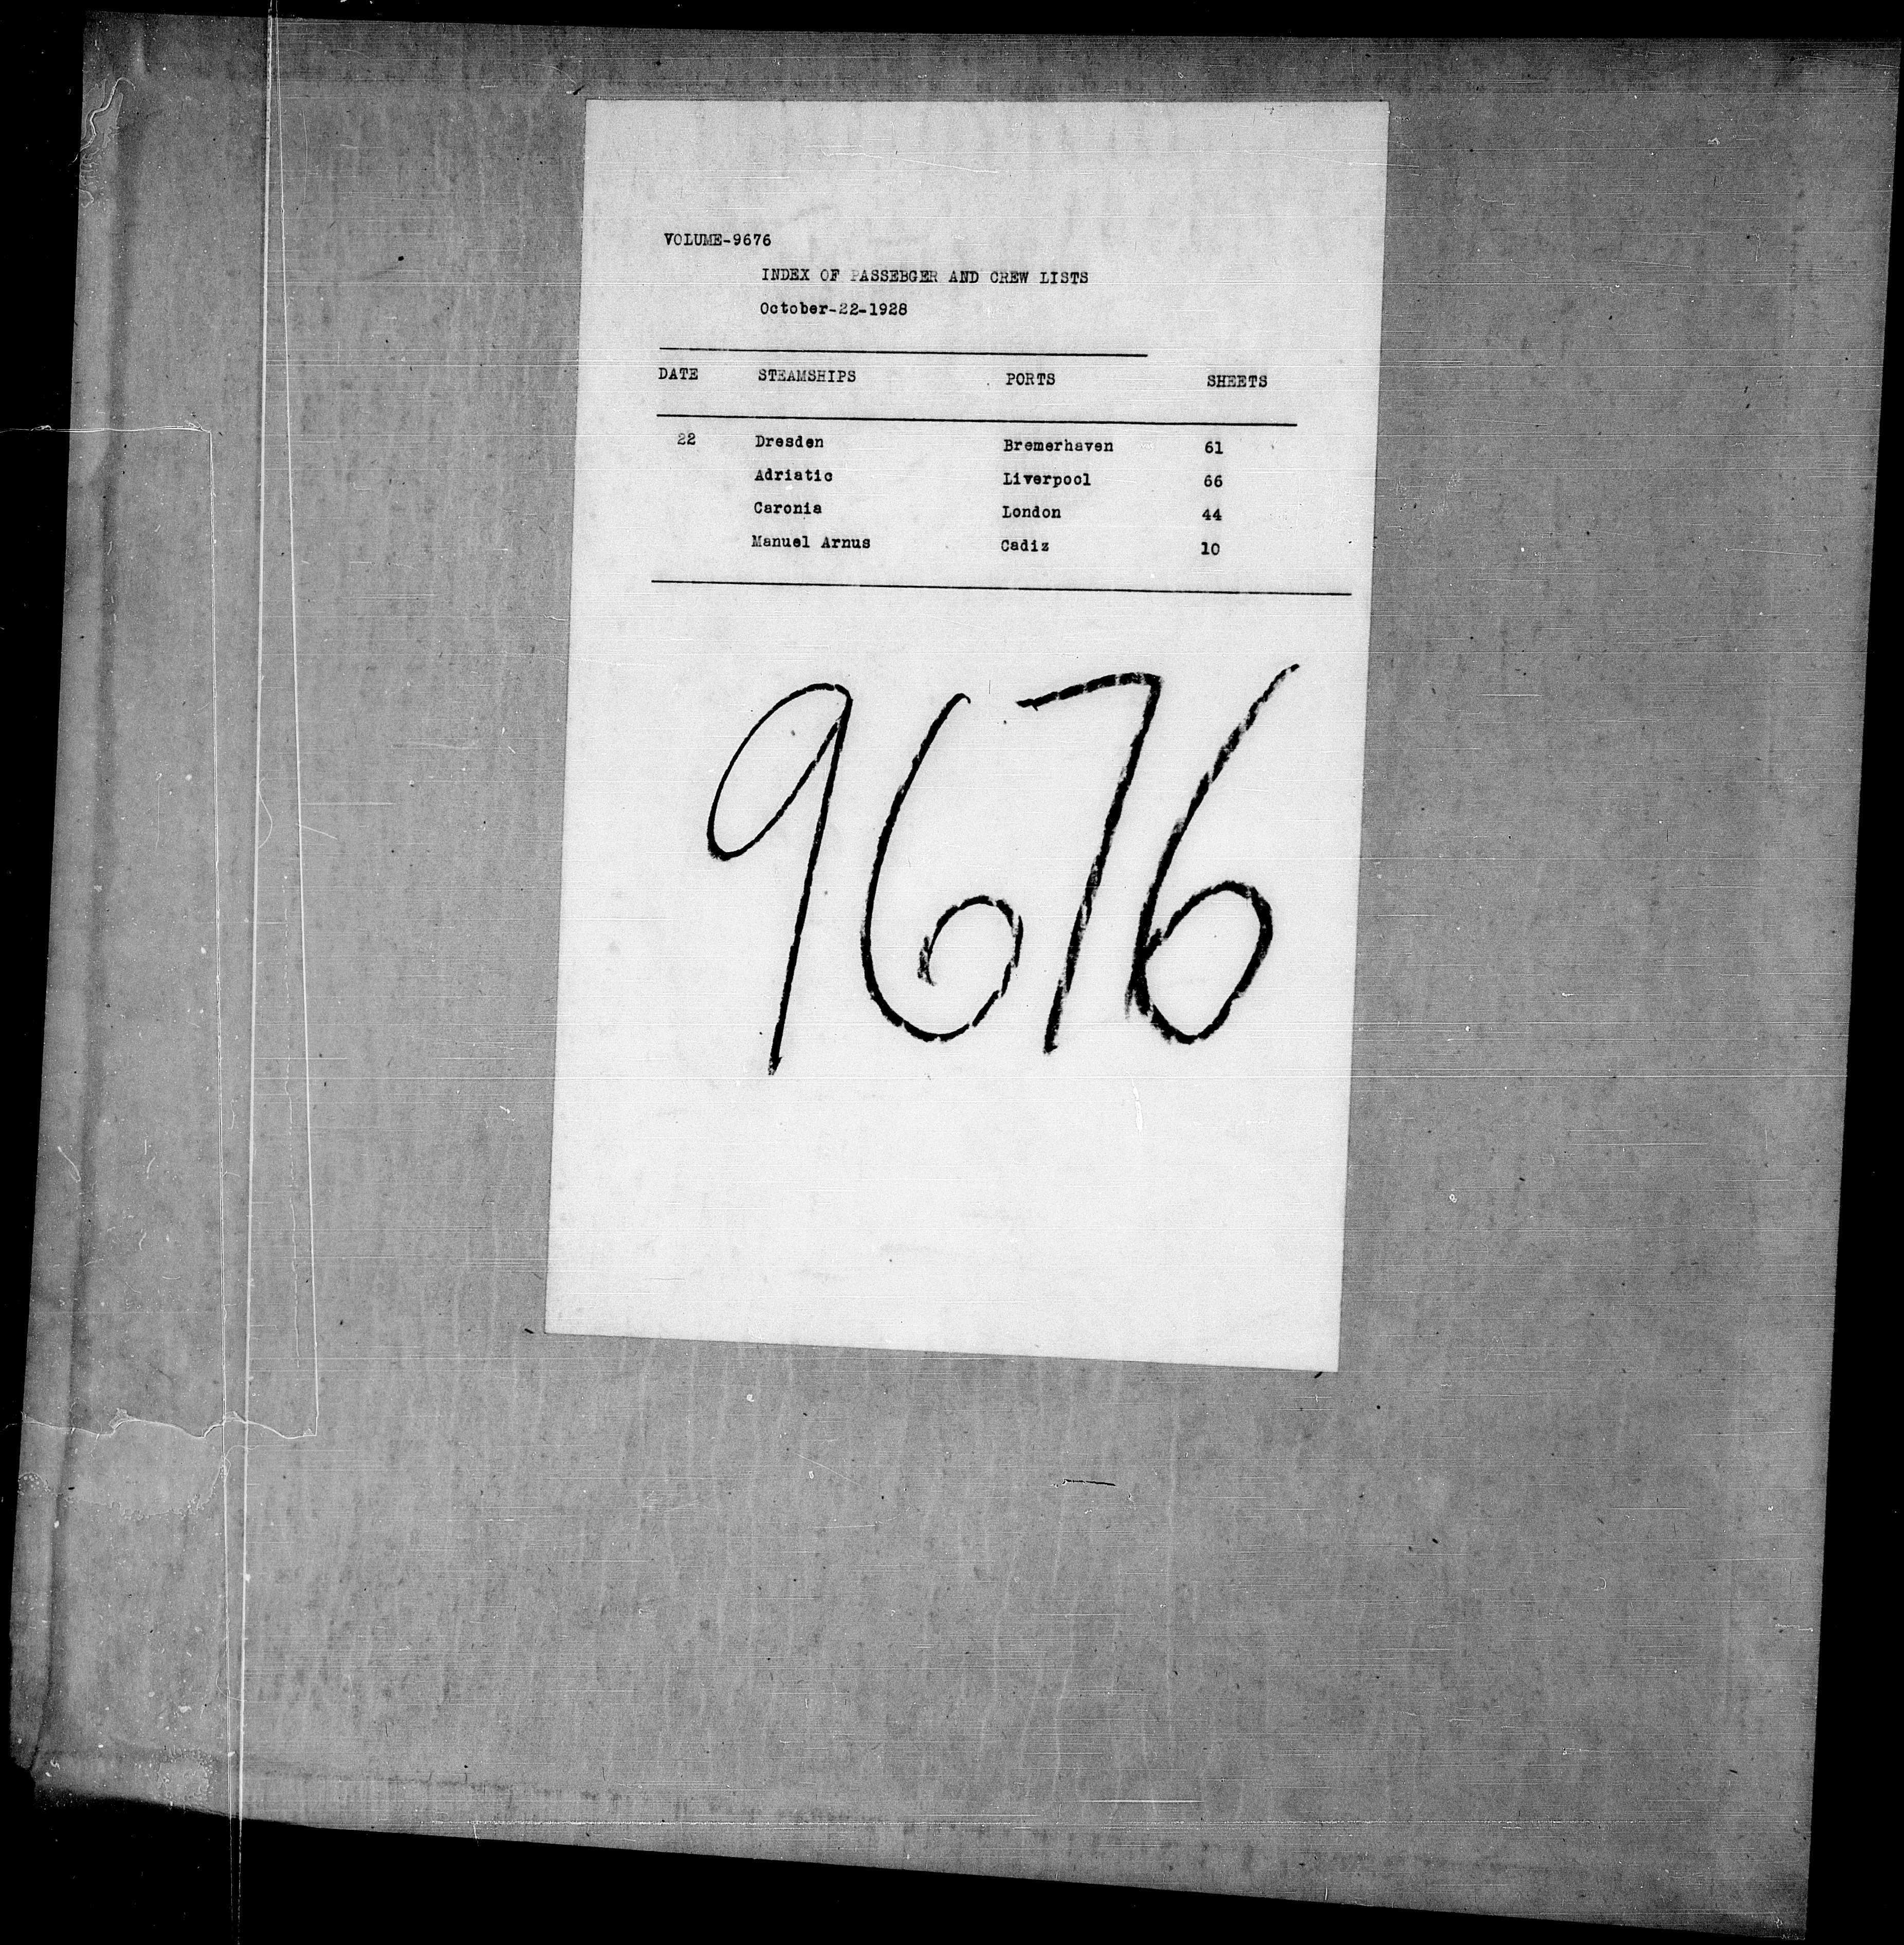 VOLUME-9676
INDEX OF PASSEBGER AND CREW LISTS
October-22-1928
DATE STEAMSHIPS PORTS SHEETS
22 Dresden Bremerhaven 61
Adriatic Liverpool 66
Caronia London 44
Manuel Arnus Cadiz 10
9676